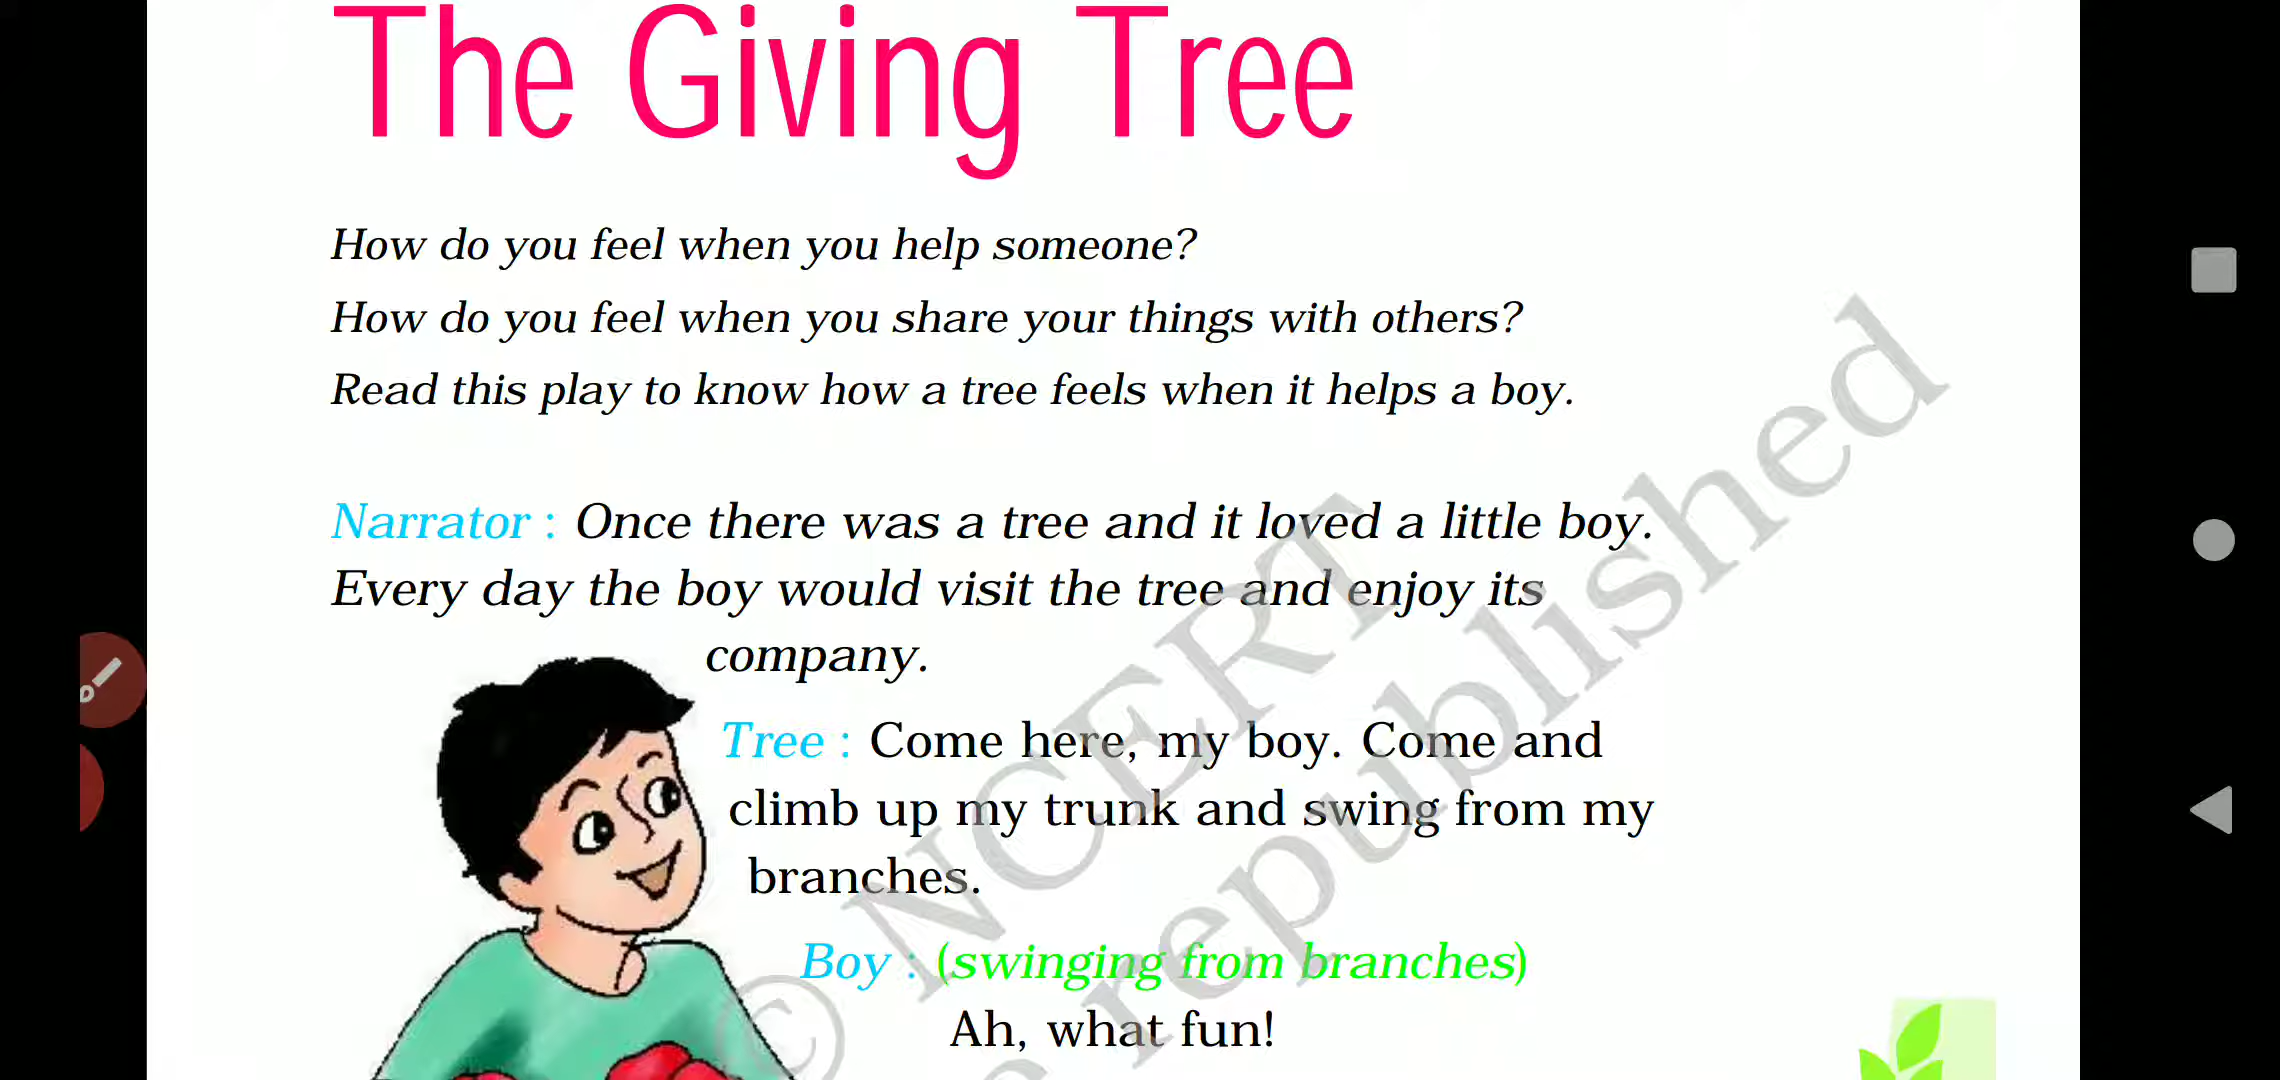 The Giving Tree
How do you feel when you help someone?
How do you feel when you share your things with others?
Read this play to know how a tree feels when it helps a boy.
Narrator : Once there was a tree and it loved a little boy.
Every day the boy would visit the tree and enjoy its
company.
Tree : Come here, my boy. Come and
climb up my trunk and swing from my
branches.
Boy : (swinging from branches)
Ah, what fun!
© NCERT
republished